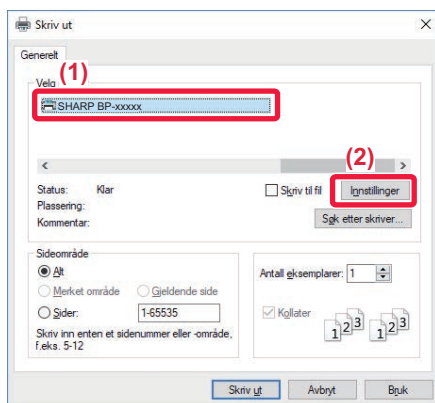 Skriv ut
Generelt
Velg
(1)
SHARP BP-xxxxx
(2)
Status: Klar
Skriv til fil
Innstillinger
Plassering:
Kommentar:
Søk etter skriver...
Sideområde
Alt
Merket område Gjeldende side
Sider: 1-65535
Skriv inn enten et sidenummer eller -område,
f.eks. 5-12
Antall eksemplarer: 1
Kollater
1 2 3 1 2 3
Skriv ut Avbryt Bruk